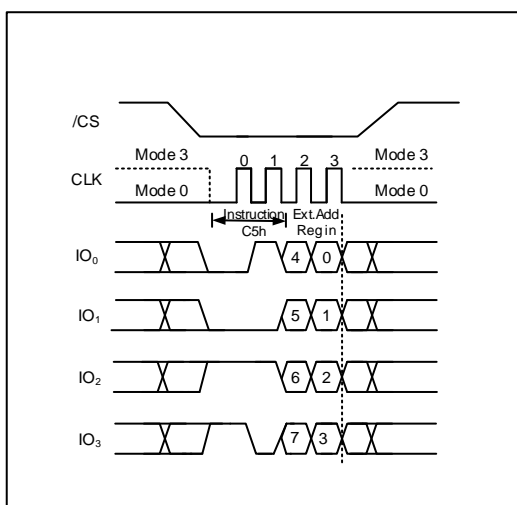 /CS
Mode 3 0 1 2 3 Mode 3
CLK
Mode 0 Mode 0
Instruction Ext.Add
C5h Reg in
IO0 4 0
IO1 5 1
IO2 6 2
IO3 7 3